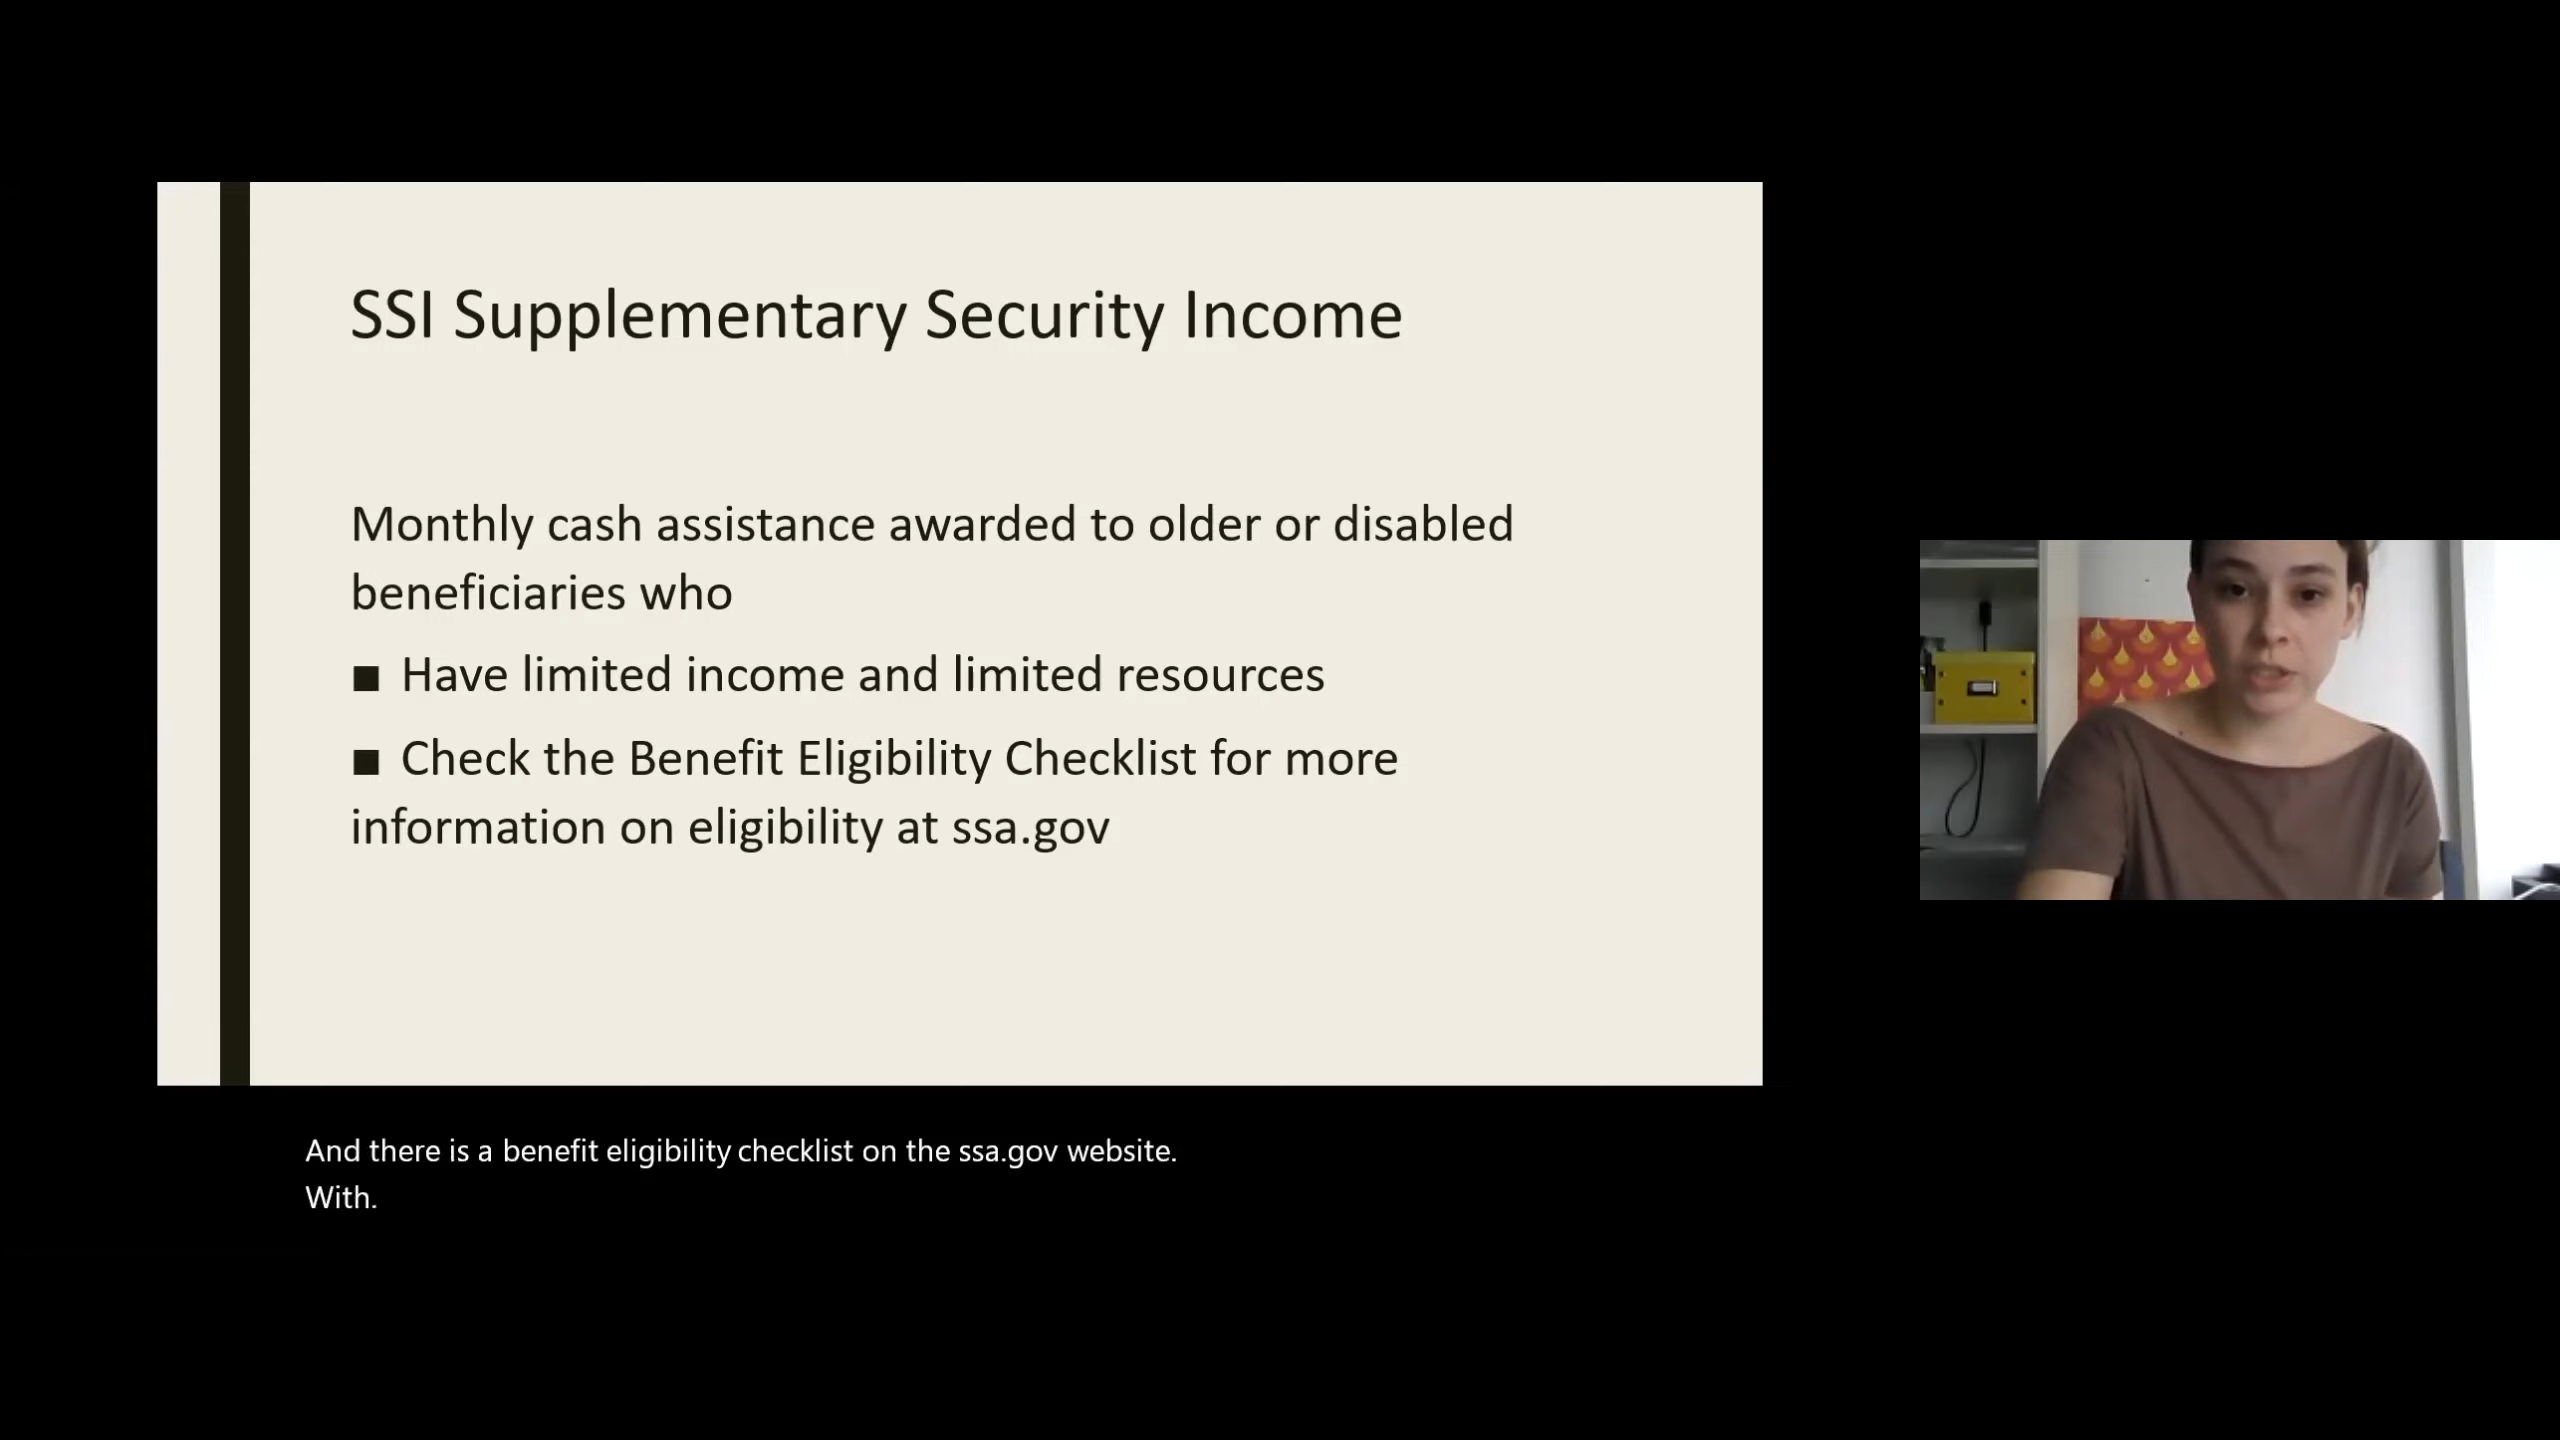 SSI Supplementary Security Income
Monthly cash assistance awarded to older or disabled
beneficiaries who
■ Have limited income and limited resources
■ Check the Benefit Eligibility Checklist for more
information on eligibility at ssa.gov
And there is a benefit eligibility checklist on the ssa.gov website.
With.